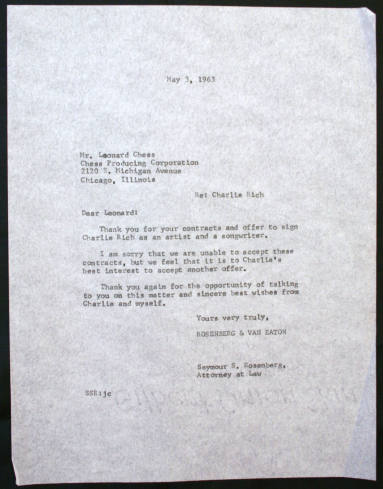 May 3, 1963
Mr. Leonard Chess
Chess Producing Corporation
2120 S. Michigan Avenue
Chicago, Illinois
Re: Charlie Rich
Dear Leonard:
Thank you for your contracts and offer to sign
Charlie Rich as an artist and a songwriter.
I am sorry that we are unable to accept these
contracts, but we feel that it is to Charlie's
best interest to accept another offer.
Thank you again for the opportunity of talking
to you on this matter and sincere best wishes from
Charlie and myself.
Yours very truly,
ROSENBERG & VAN EATON
Seymour S. Rosenberg,
Attorney at Law
SSR:jc